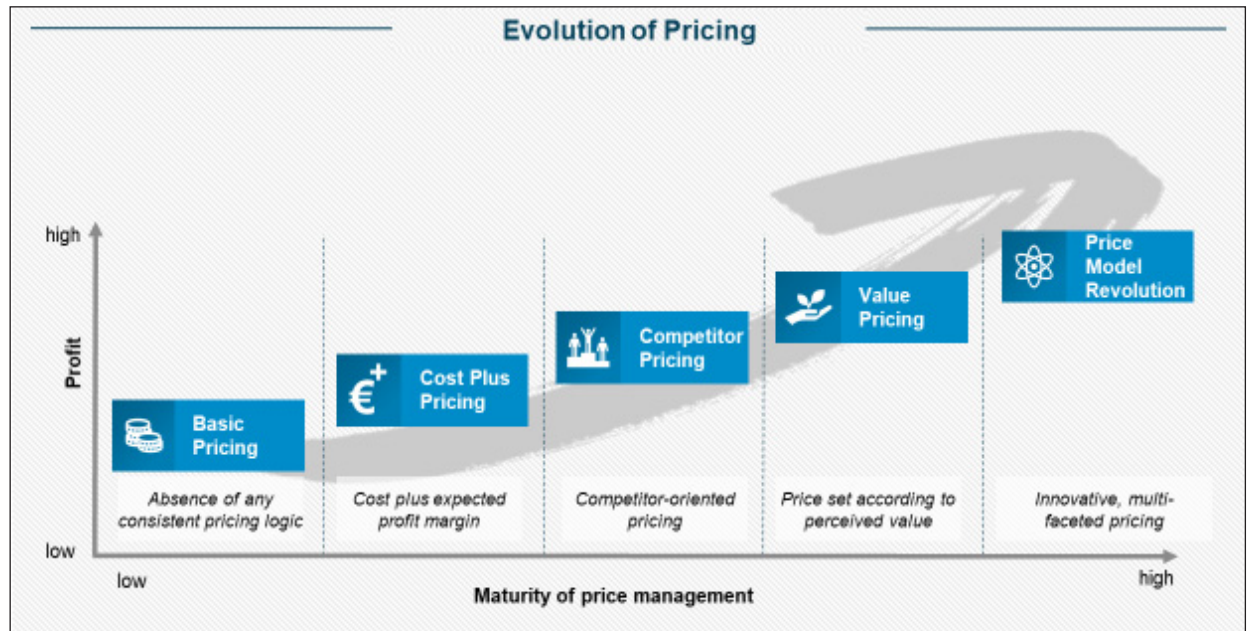 Evolution of Pricing
high
Profit
low
Basic
Pricing
€+
Cost Plus
Pricing
Competitor
Pricing
Value
Pricing
Price
Model
Revolution
Absence of any
consistent pricing logic
Cost plus expected
profit margin
Competitor-oriented
pricing
Price set according to
perceived value
Innovative, multi-
faceted pricing
low
high
Maturity of price management